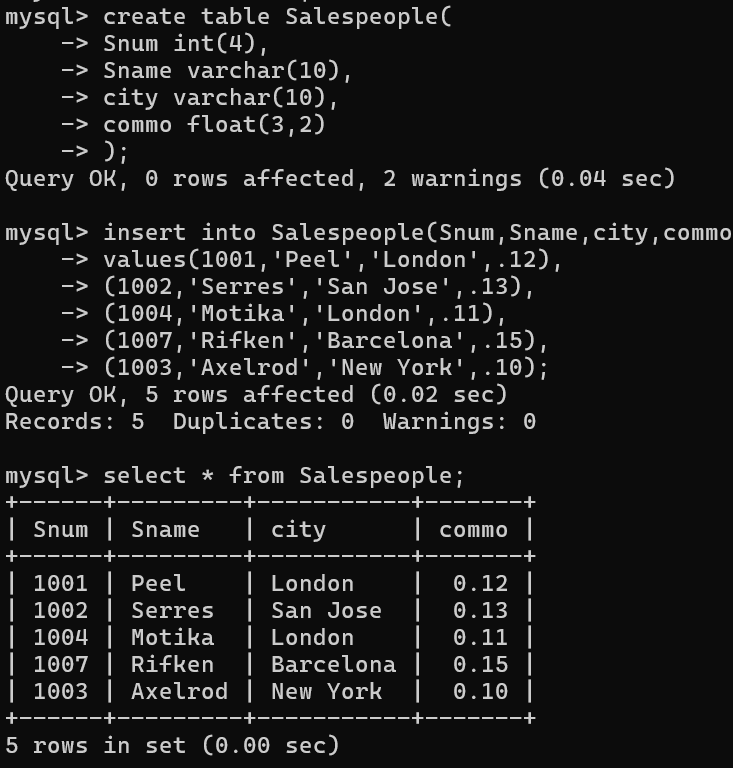 mysql> create table Salespeople(
    -> Snum int(4),
    -> Sname varchar(10),
    -> city varchar(10),
    -> commo float(3,2)
    -> );
Query OK, 0 rows affected, 2 warnings (0.04 sec)

mysql> insert into Salespeople(Snum,Sname,city,commo
    -> values(1001,'Peel','London',.12),
    -> (1002,'Serres','San Jose',.13),
    -> (1004,'Motika','London',.11),
    -> (1007,'Rifken','Barcelona',.15),
    -> (1003,'Axelrod','New York',.10);
Query OK, 5 rows affected (0.02 sec)
Records: 5  Duplicates: 0  Warnings: 0

mysql> select * from Salespeople;
+------+---------+-----------+-------+
| Snum | Sname   | city      | commo |
+------+---------+-----------+-------+
| 1001 | Peel    | London    |  0.12 |
| 1002 | Serres  | San Jose  |  0.13 |
| 1004 | Motika  | London    |  0.11 |
| 1007 | Rifken  | Barcelona |  0.15 |
| 1003 | Axelrod | New York  |  0.10 |
+------+---------+-----------+-------+
5 rows in set (0.00 sec)